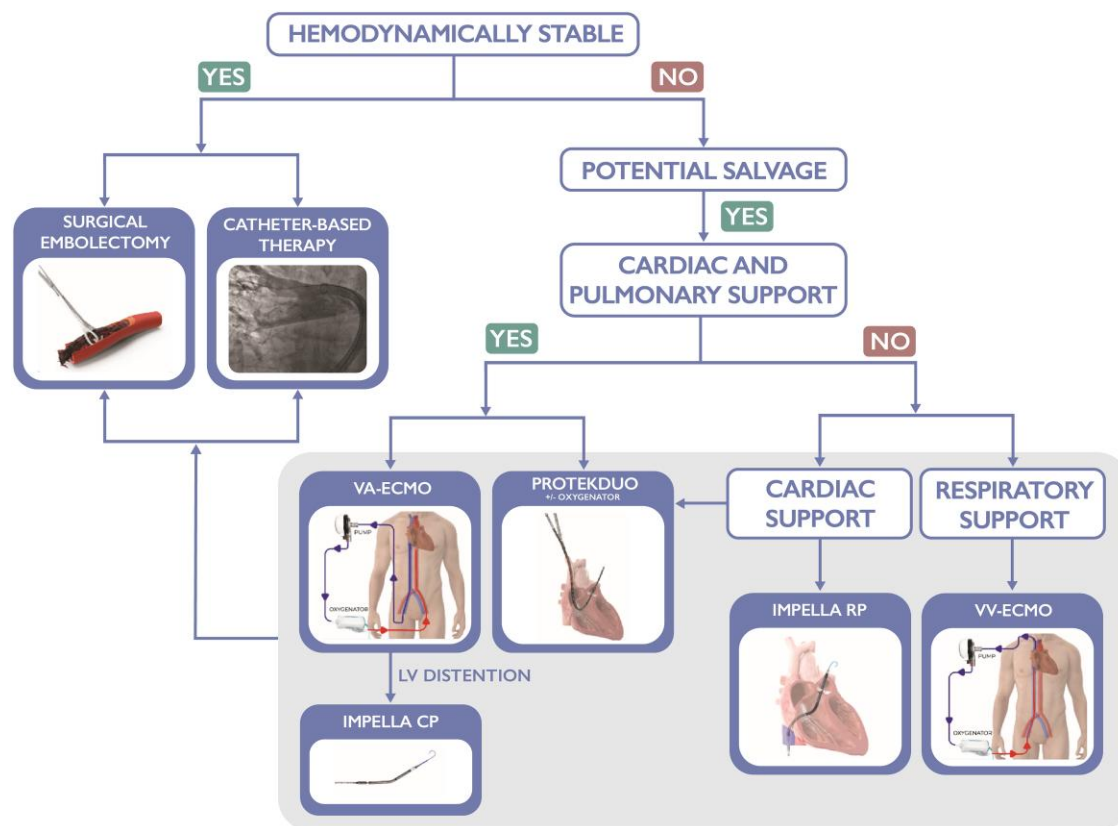 HEMODYNAMICALLY STABLE
YES
NO
POTENTIAL SALVAGE
YES
SURGICAL
EMBOLECTOMY
CATHETER-BASED
THERAPY
CARDIAC AND
PULMONARY SUPPORT
YES
NO
VA-ECMO
PUMP
OXYGENATOR
PROTEKDUO
+/- OXYGENATOR
CARDIAC
SUPPORT
RESPIRATORY
SUPPORT
IMPELLA RP
VV-ECMO
PUMP
OXYGENATOR
LV DISTENTION
IMPELLA CP